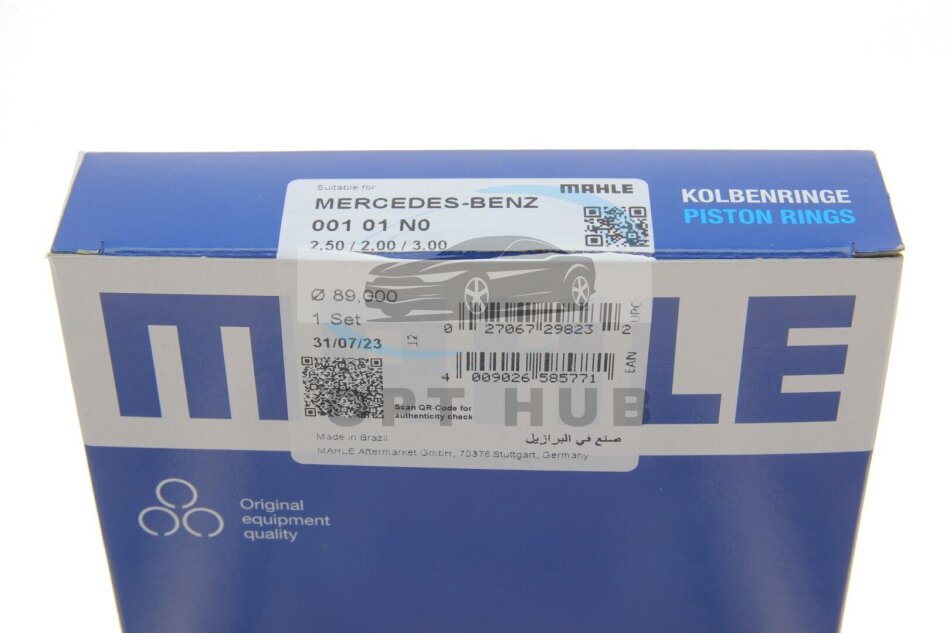 Suitable for
MAHLE
MERCEDES-BENZ
001 01 N0
2.50 / 2,00 / 3.00
KOLBENRINGE
PISTON RINGS
MAHLE
Ø 89,000
1 Set
31/07/23
12
0 27067 29823 2
UPC
4 009026 585771
EAN
Scan QR-Code for
authenticity check
OPT HUB
Made in Brazil
صنع في البرازيل
MAHLE Aftermarket GmbH, 70376 Stuttgart, Germany
Original
equipment
quality